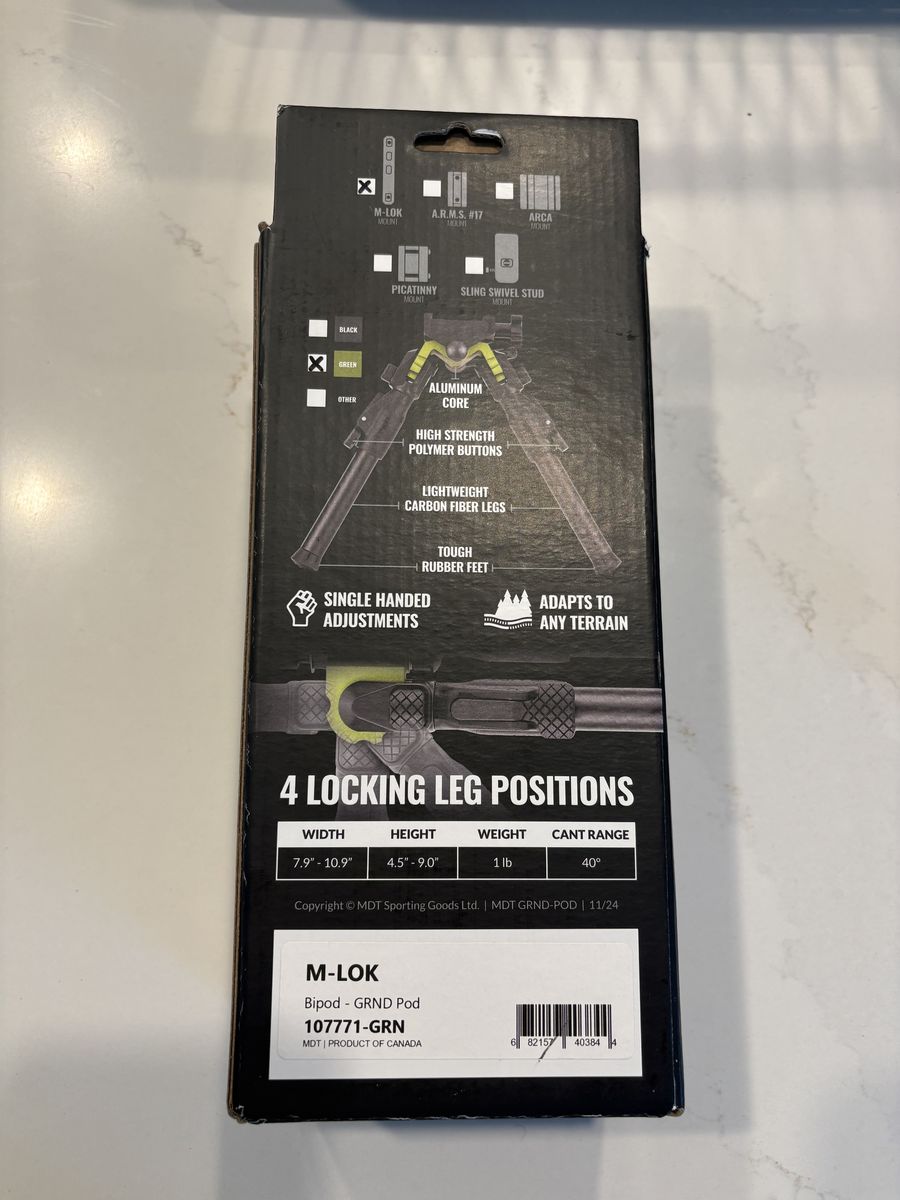 M-LOK
MOUNT
A.R.M.S. #17
MOUNT
ARCA
MOUNT
PICATINNY
MOUNT
SLING SWIVEL STUD
MOUNT
BLACK
GREEN
OTHER
ALUMINUM
CORE
HIGH STRENGTH
POLYMER BUTTONS
LIGHTWEIGHT
CARBON FIBER LEGS
TOUGH
RUBBER FEET
SINGLE HANDED
ADJUSTMENTS
ADAPTS TO
ANY TERRAIN
4 LOCKING LEG POSITIONS
WIDTH HEIGHT WEIGHT CANT RANGE
7.9” - 10.9” 4.5” - 9.0” 1 lb 40°
Copyright © MDT Sporting Goods Ltd. | MDT GRND-POD | 11/24
M-LOK
Bipod - GRND Pod
107771-GRN
MDT | PRODUCT OF CANADA
6 82157 40384 4